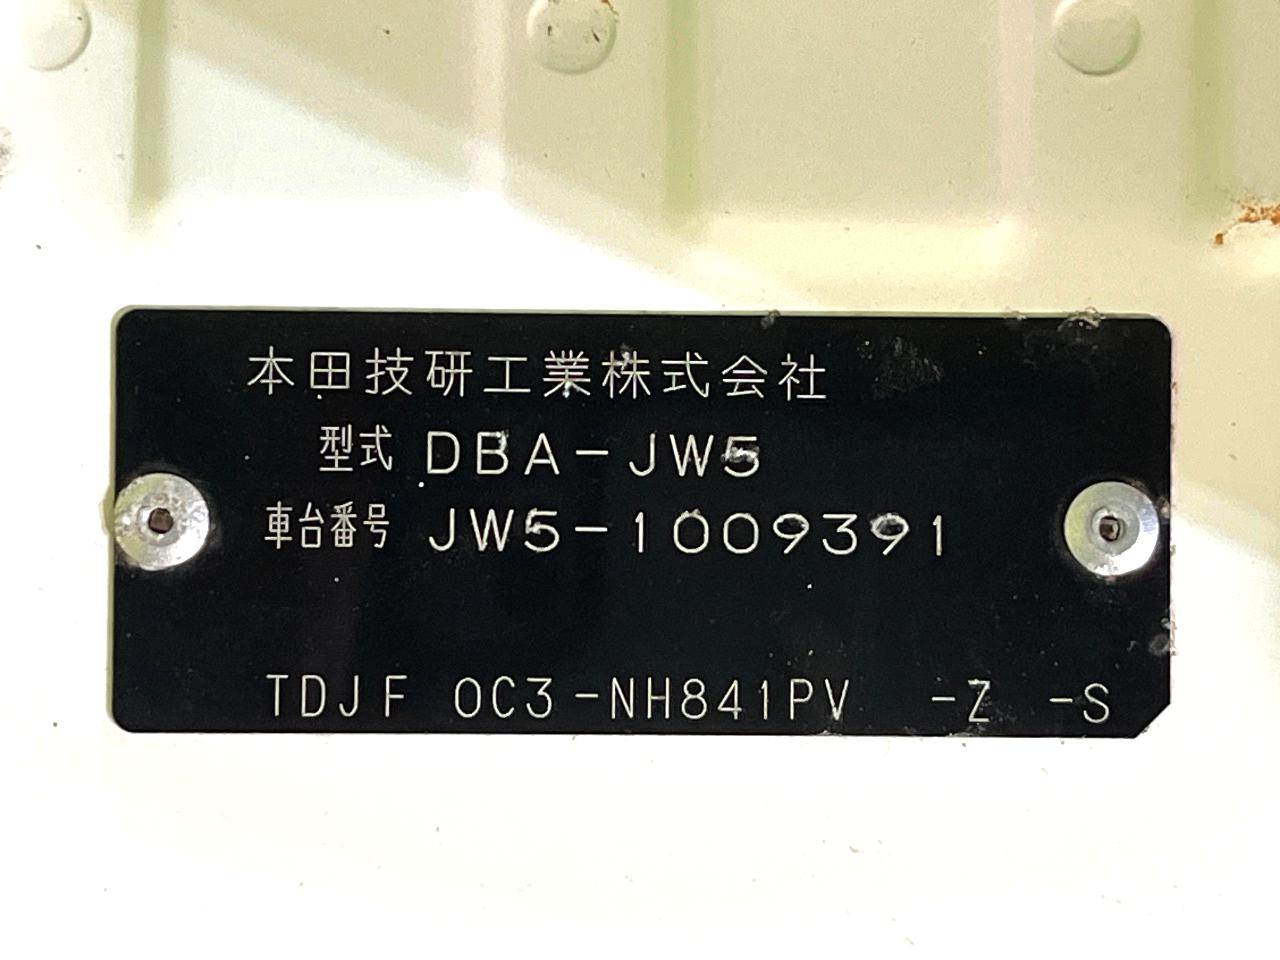 本田技研工業株式会社
型式 DBA-JW5
車台番号 JW5-1009391
TDJF 0C3-NH841PV -Z -S